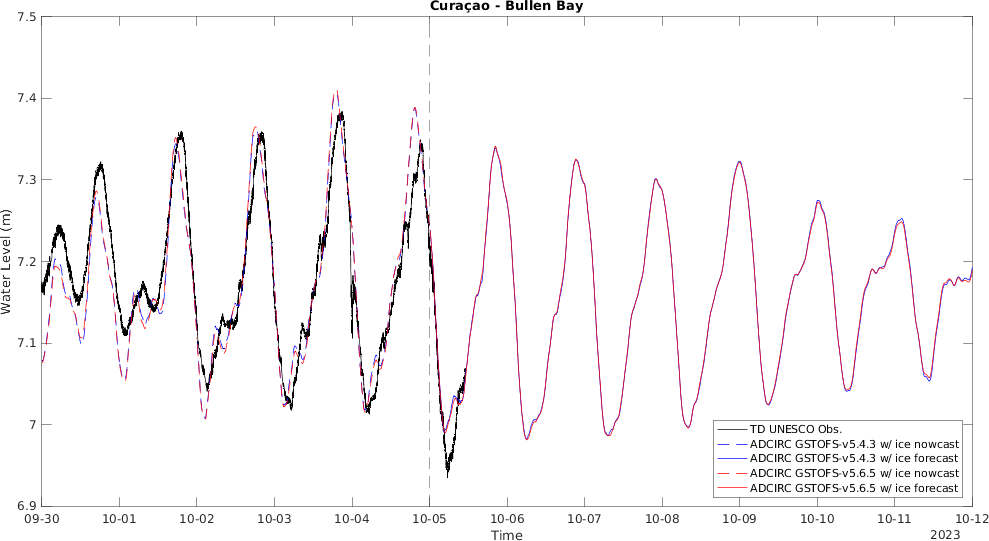 Curaçao - Bullen Bay
Water Level (m)
7.5
7.4
7.3
7.2
7.1
7
6.9
09-30 10-01 10-02 10-03 10-04 10-05 10-06 10-07 10-08 10-09 10-10 10-11 10-12
2023
Time
TD UNESCO Obs.
ADCIRC GSTOFS-v5.4.3 w/ ice nowcast
ADCIRC GSTOFS-v5.4.3 w/ ice forecast
ADCIRC GSTOFS-v5.6.5 w/ ice nowcast
ADCIRC GSTOFS-v5.6.5 w/ ice forecast